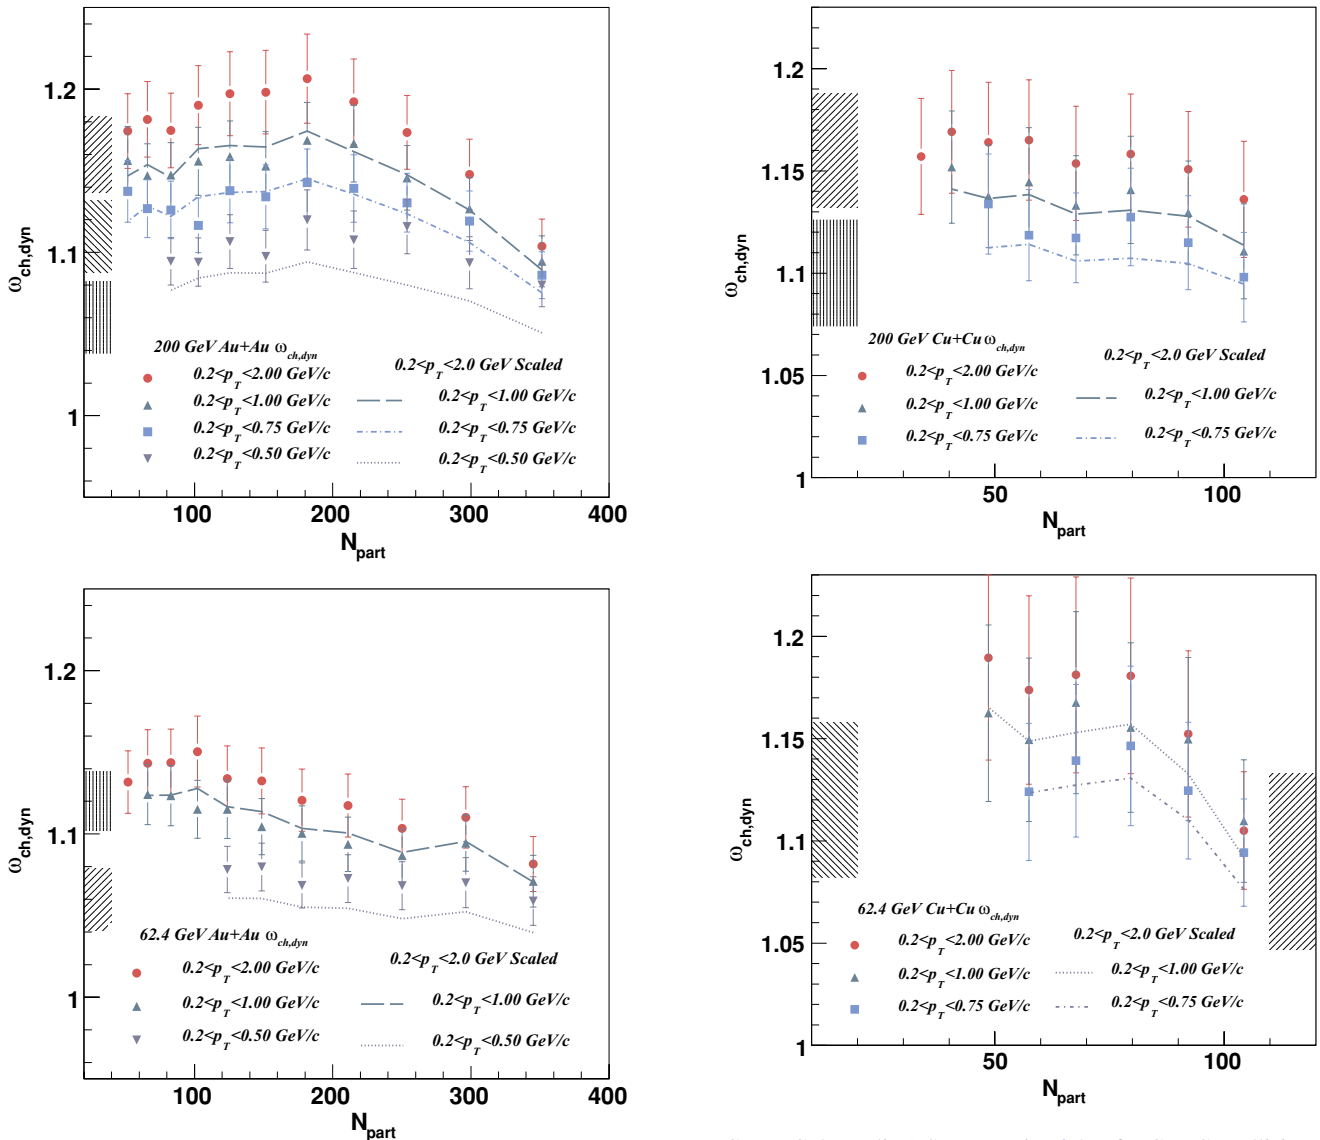 ω_ch,dyn
1.2
1.1
1
200 GeV Au+Au ω_ch,dyn
0.2<p_T<2.00 GeV/c
0.2<p_T<1.00 GeV/c
0.2<p_T<0.75 GeV/c
0.2<p_T<0.50 GeV/c
0.2<p_T<2.0 GeV Scaled
0.2<p_T<1.00 GeV/c
0.2<p_T<0.75 GeV/c
0.2<p_T<0.50 GeV/c
100 200 300 400
N_part
ω_ch,dyn
1.2
1.15
1.1
1.05
1
200 GeV Cu+Cu ω_ch,dyn
0.2<p_T<2.00 GeV/c
0.2<p_T<1.00 GeV/c
0.2<p_T<0.75 GeV/c
0.2<p_T<2.0 GeV Scaled
0.2<p_T<1.00 GeV/c
0.2<p_T<0.75 GeV/c
50 100
N_part
ω_ch,dyn
1.2
1.1
1
62.4 GeV Au+Au ω_ch,dyn
0.2<p_T<2.00 GeV/c
0.2<p_T<1.00 GeV/c
0.2<p_T<0.50 GeV/c
0.2<p_T<2.0 GeV Scaled
0.2<p_T<1.00 GeV/c
0.2<p_T<0.50 GeV/c
100 200 300 400
N_part
ω_ch,dyn
1.2
1.15
1.1
1.05
1
62.4 GeV Cu+Cu ω_ch,dyn
0.2<p_T<2.00 GeV/c
0.2<p_T<1.00 GeV/c
0.2<p_T<0.75 GeV/c
0.2<p_T<2.0 GeV Scaled
0.2<p_T<1.00 GeV/c
0.2<p_T<0.75 GeV/c
50 100
N_part